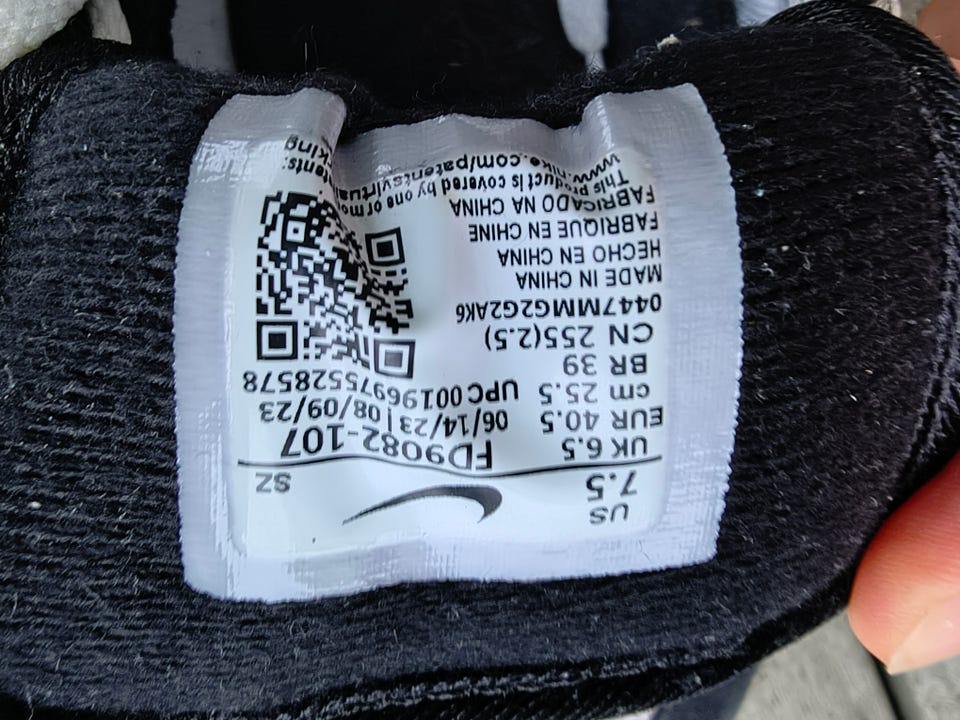 US
7.5
SZ
UK 6.5
FD9082-107
EUR 40.5
06/14/23 | 08/09/23
cm 25.5
UPC 00196975528578
BR 39
CN 255(2.5)
0447MMG2G2AK6
MADE IN CHINA
HECHO EN CHINA
FABRIQUE EN CHINE
FABRICADO NA CHINA
This product is covered by one or
www.nike.com/patentsvirtual